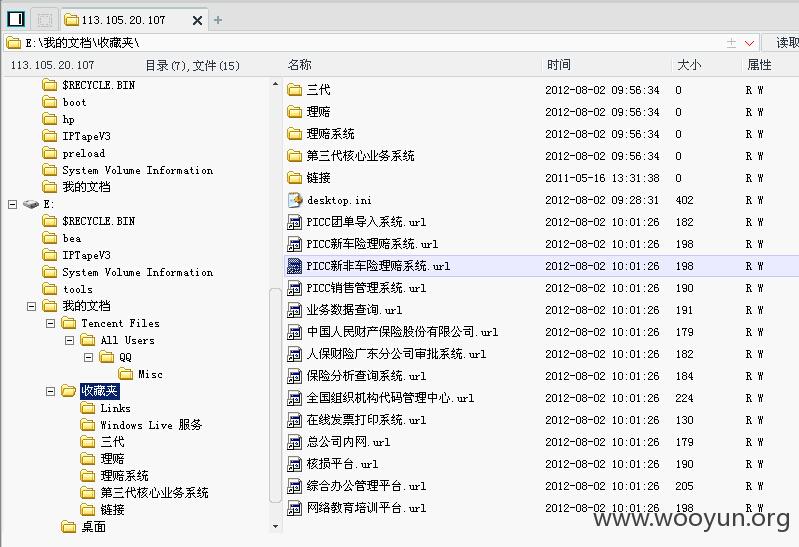 113.105.20.107
E:\我的文档\收藏夹\ 读取
113.105.20.107 目录(7),文件(15) 名称 时间 大小 属性
$RECYCLE.BIN
boot
hp
IPTapeV3
preload
System Volume Information
我的文档
E:
$RECYCLE.BIN
bea
IPTapeV3
System Volume Information
tools
我的文档
Tencent Files
All Users
QQ
Misc
收藏夹
Links
Windows Live 服务
三代
理赔
理赔系统
第三代核心业务系统
链接
桌面
三代 2012-08-02 09:56:34 0 R W
理赔 2012-08-02 09:56:34 0 R W
理赔系统 2012-08-02 09:56:34 0 R W
第三代核心业务系统 2012-08-02 09:56:34 0 R W
链接 2011-05-16 13:31:38 0 R W
desktop.ini 2012-08-02 09:28:31 402 R W
PICC团单导入系统.url 2012-08-02 10:01:26 182 R W
PICC新车险理赔系统.url 2012-08-02 10:01:26 198 R W
PICC新非车险理赔系统.url 2012-08-02 10:01:26 198 R W
PICC销售管理系统.url 2012-08-02 10:01:26 190 R W
业务数据查询.url 2012-08-02 10:01:26 191 R W
中国人民财产保险股份有限公司.url 2012-08-02 10:01:26 179 R W
人保财险广东分公司审批系统.url 2012-08-02 10:01:26 182 R W
保险分析查询系统.url 2012-08-02 10:01:26 184 R W
全国组织机构代码管理中心.url 2012-08-02 10:01:26 224 R W
在线发票打印系统.url 2012-08-02 10:01:26 130 R W
总公司内网.url 2012-08-02 10:01:26 179 R W
核损平台.url 2012-08-02 10:01:26 190 R W
综合办公管理平台.url 2012-08-02 10:01:26 205 R W
网络教育培训平台.url 2012-08-02 10:01:26 198 R W
www.wooyun.org